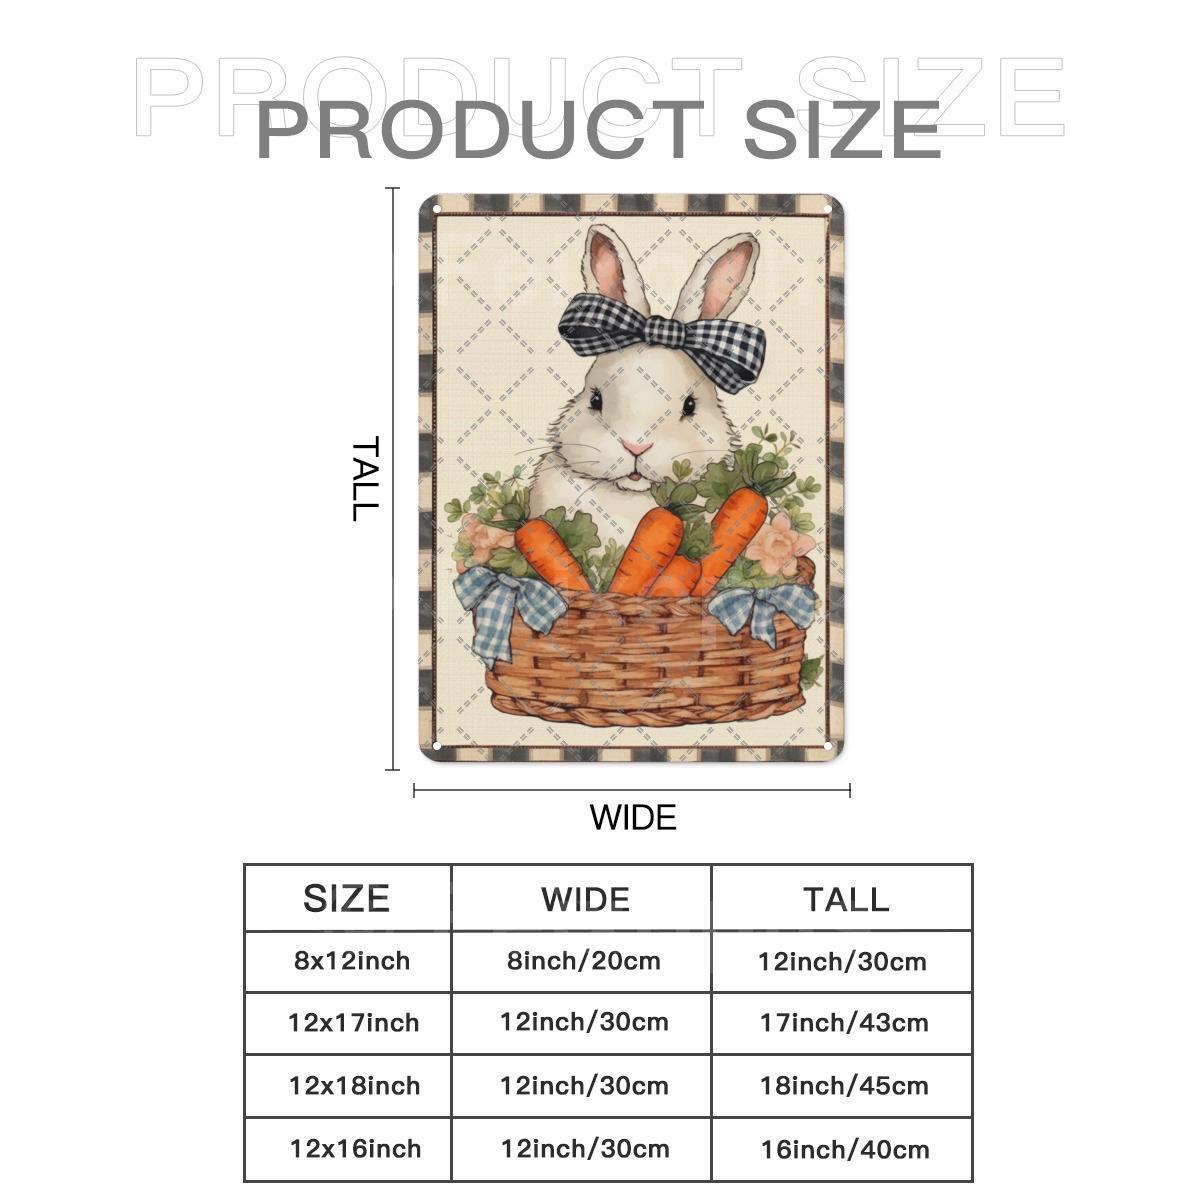 PRODUCT SIZE
PRODUCT SIZE
TALL
WIDE
SIZE WIDE TALL
8x12inch 8inch/20cm 12inch/30cm
12x17inch 12inch/30cm 17inch/43cm
12x18inch 12inch/30cm 18inch/45cm
12x16inch 12inch/30cm 16inch/40cm